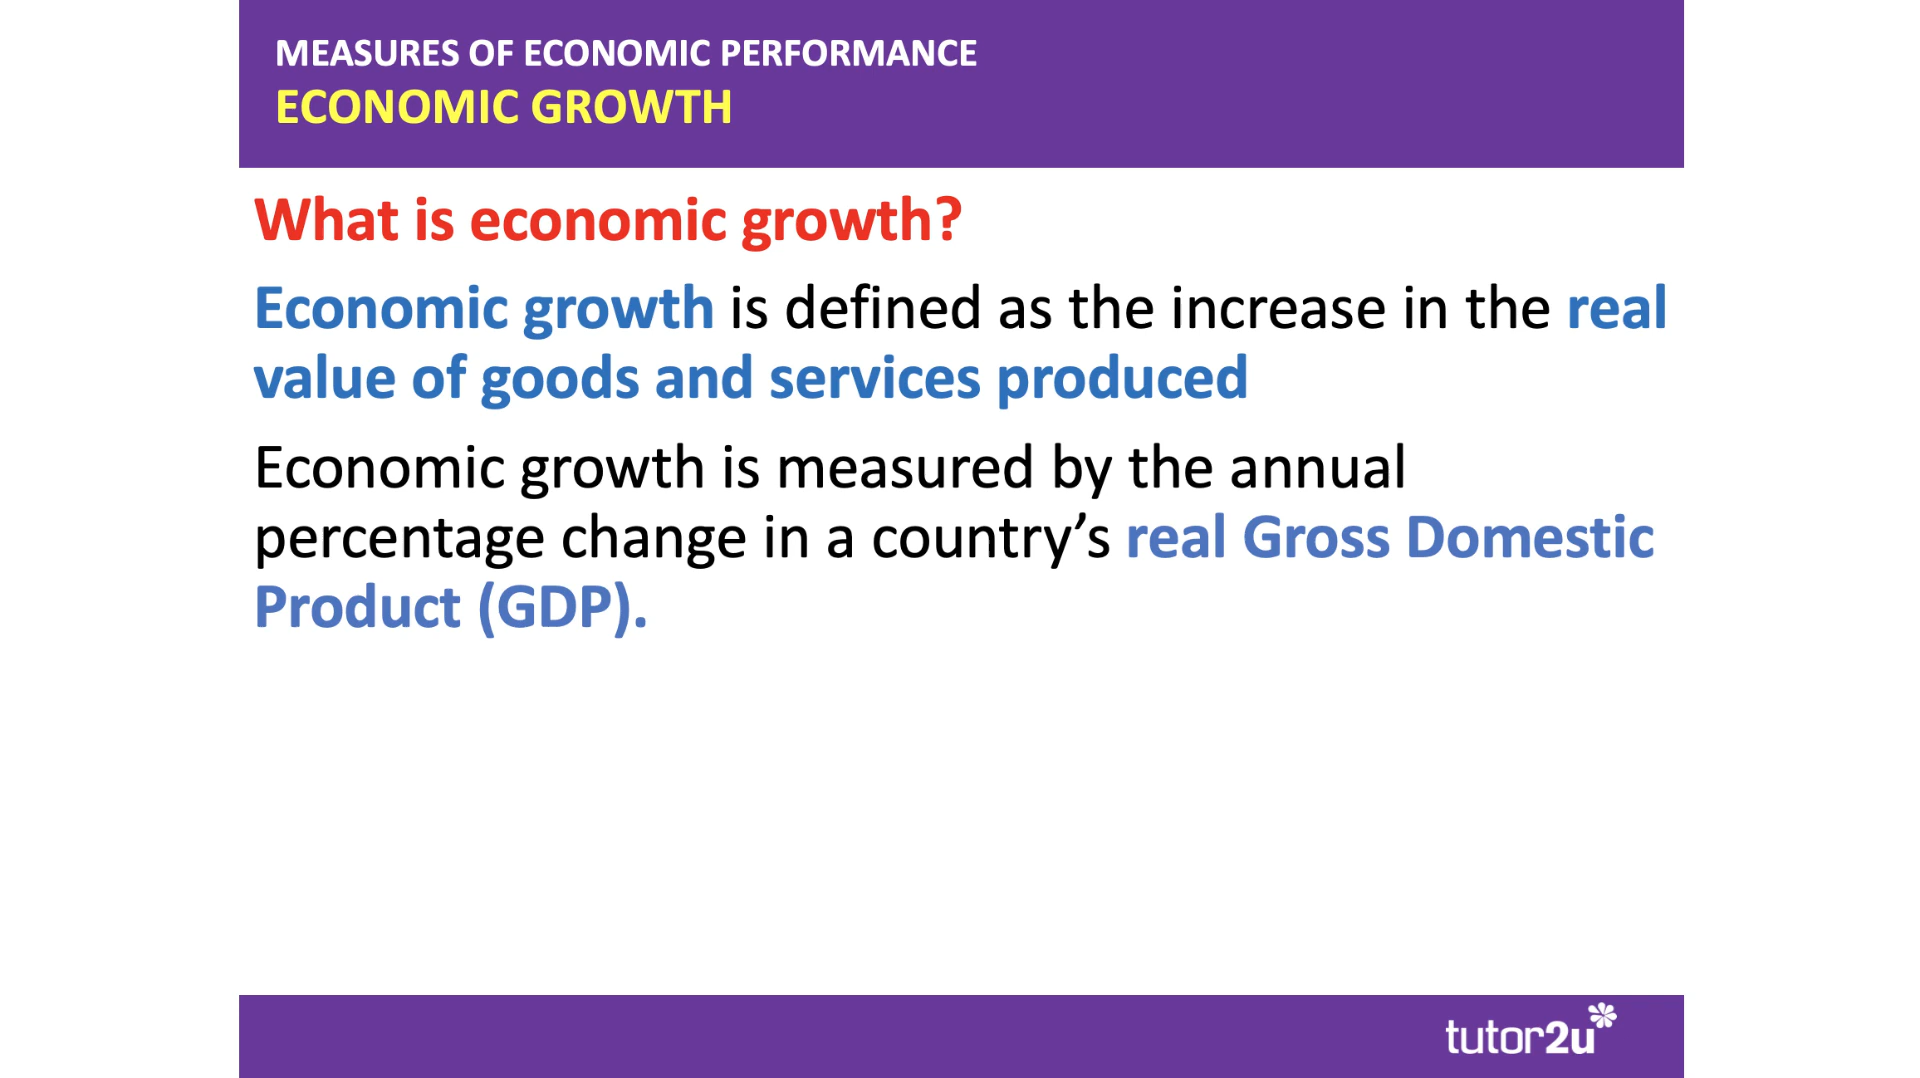 MEASURES OF ECONOMIC PERFORMANCE
ECONOMIC GROWTH
What is economic growth?
Economic growth is defined as the increase in the real
value of goods and services produced
Economic growth is measured by the annual
percentage change in a country’s real Gross Domestic
Product (GDP).
tutor2u